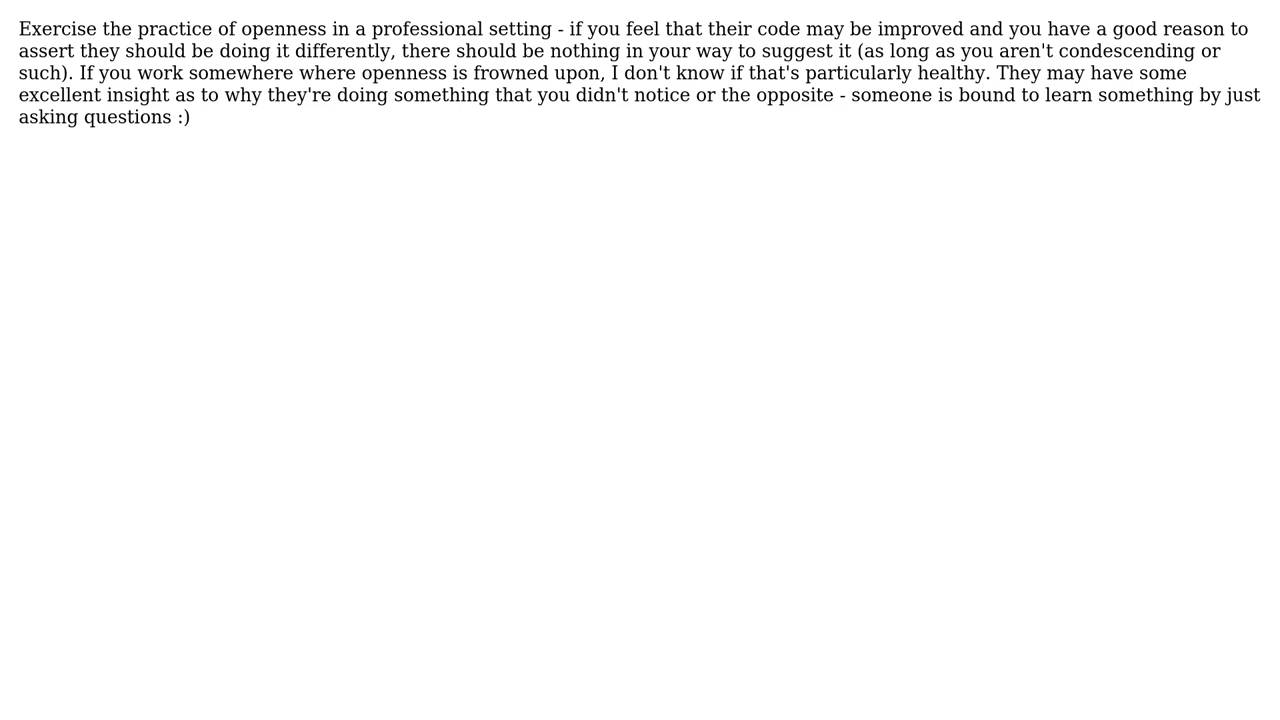 Exercise the practice of openness in a professional setting - if you feel that their code may be improved and you have a good reason to
assert they should be doing it differently, there should be nothing in your way to suggest it (as long as you aren't condescending or
such). If you work somewhere where openness is frowned upon, I don't know if that's particularly healthy. They may have some
excellent insight as to why they're doing something that you didn't notice or the opposite - someone is bound to learn something by just
asking questions :)